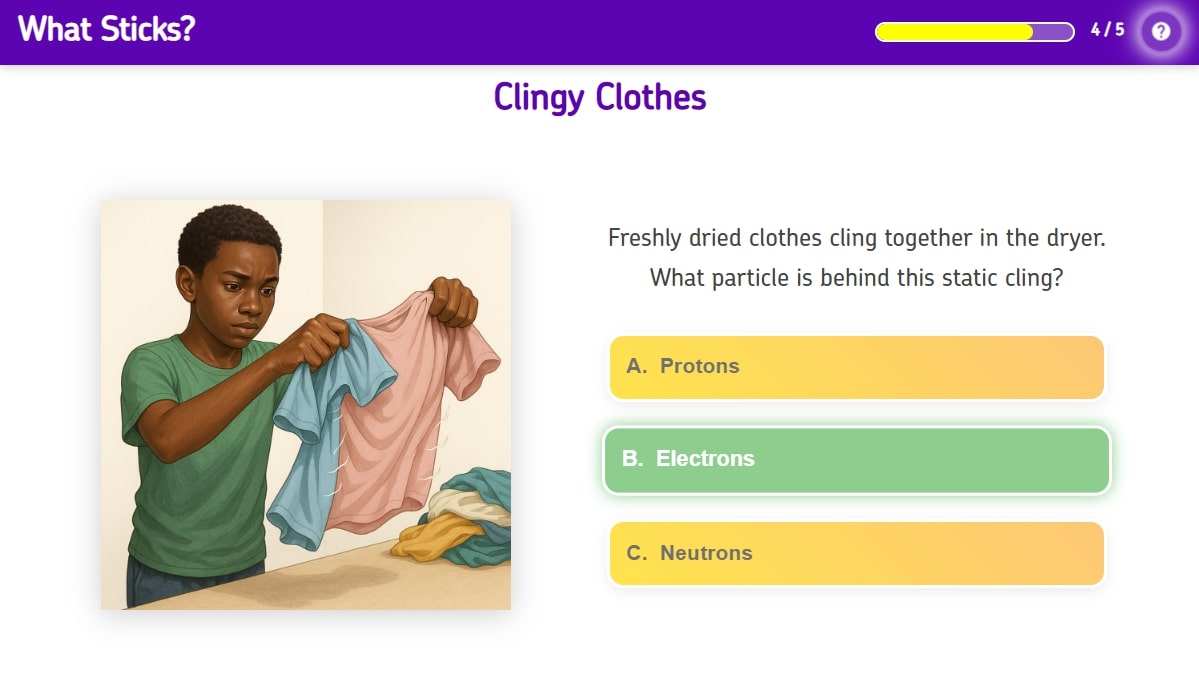 What Sticks?
4 / 5
?
Clingy Clothes
Freshly dried clothes cling together in the dryer.
What particle is behind this static cling?
A. Protons
B. Electrons
C. Neutrons